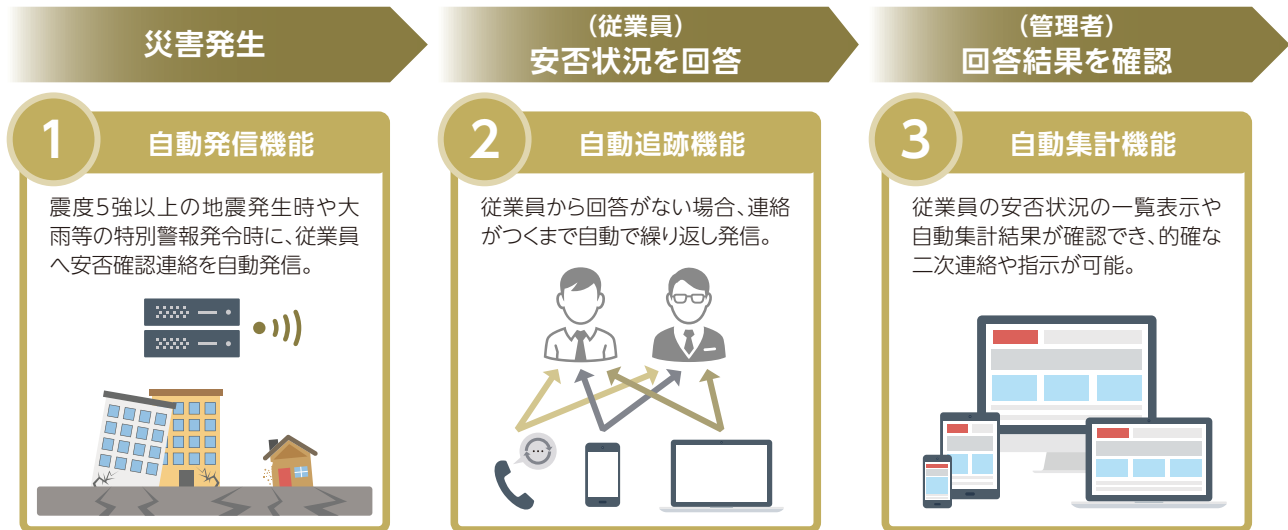 災害発生
(従業員)
安否状況を回答
(管理者)
回答結果を確認
1
自動発信機能
震度5強以上の地震発生時や大
雨等の特別警報発令時に、従業員
へ安否確認連絡を自動発信。
2
自動追跡機能
従業員から回答がない場合、連絡
がつくまで自動で繰り返し発信。
3
自動集計機能
従業員の安否状況の一覧表示や
自動集計結果が確認でき、的確な
二次連絡や指示が可能。